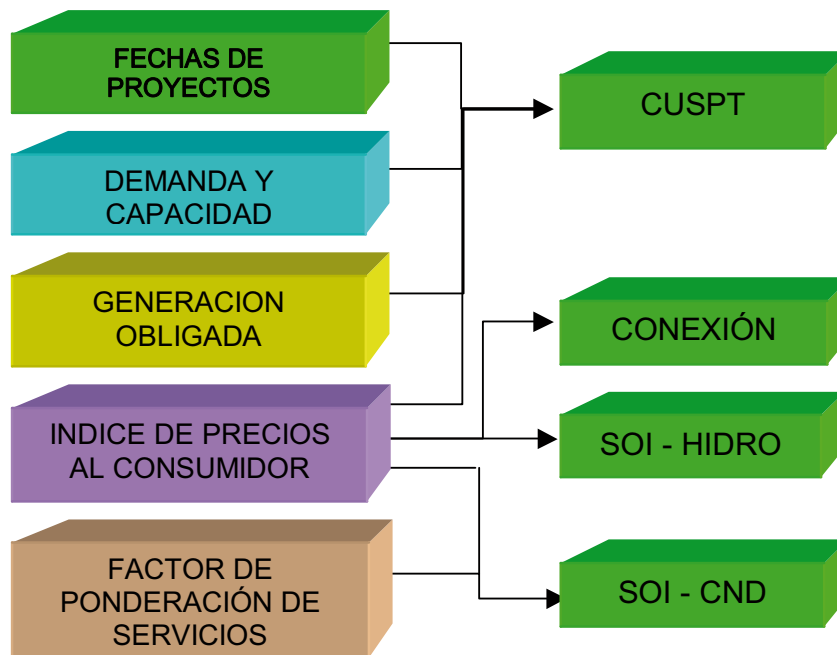 FECHAS DE
PROYECTOS
DEMANDA Y
CAPACIDAD
GENERACION
OBLIGADA
INDICE DE PRECIOS
AL CONSUMIDOR
FACTOR DE
PONDERACIÓN DE
SERVICIOS
CUSPT
CONEXIÓN
SOI - HIDRO
SOI - CND